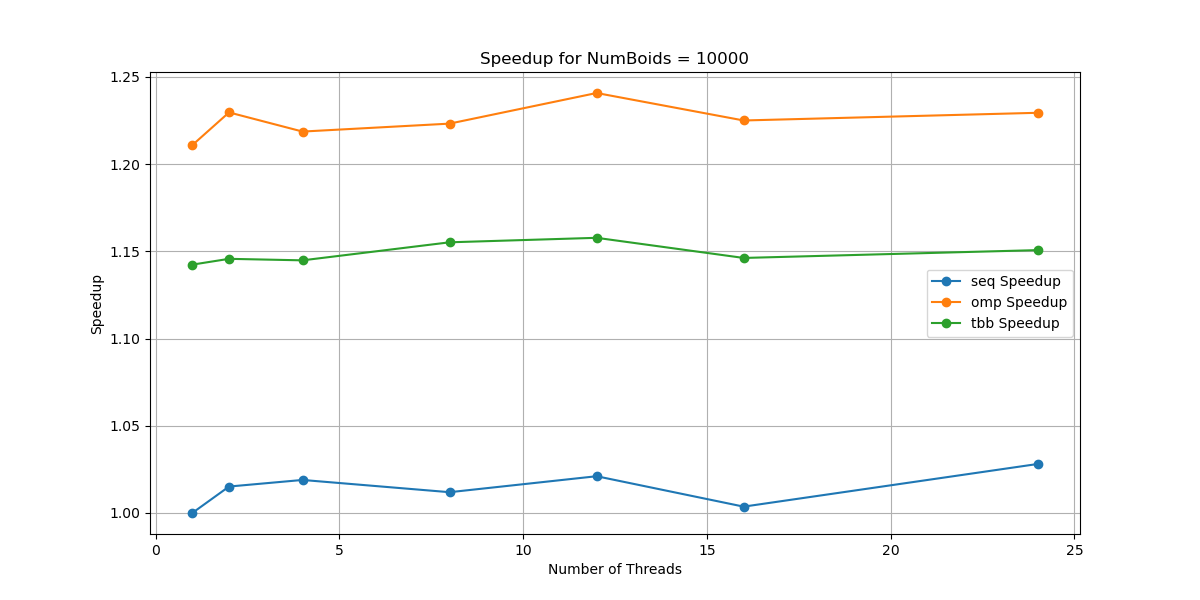 Speedup for NumBoids = 10000
1.25
1.20
1.15
1.10
1.05
1.00
Speedup
seq Speedup
omp Speedup
tbb Speedup
0 5 10 15 20 25
Number of Threads